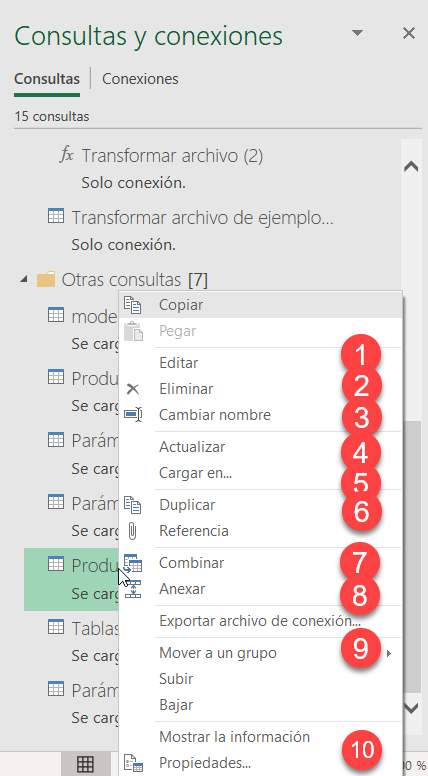 Consultas y conexiones
Consultas Conexiones
15 consultas
fx Transformar archivo (2)
Solo conexión.
Transformar archivo de ejemplo...
Solo conexión.
Otras consultas [7]
mode
Se carg
Produ
Se carg
Parám
Se carg
Parám
Se carg
Produ
Se carg
Tablas
Se carg
Parám
Se carg
Copiar
Pegar
Editar 1
Eliminar 2
Cambiar nombre 3
Actualizar 4
Cargar en... 5
Duplicar 6
Referencia
Combinar 7
Anexar 8
Exportar archivo de conexión...
Mover a un grupo 9
Subir
Bajar
Mostrar la información
Propiedades... 10
0 %